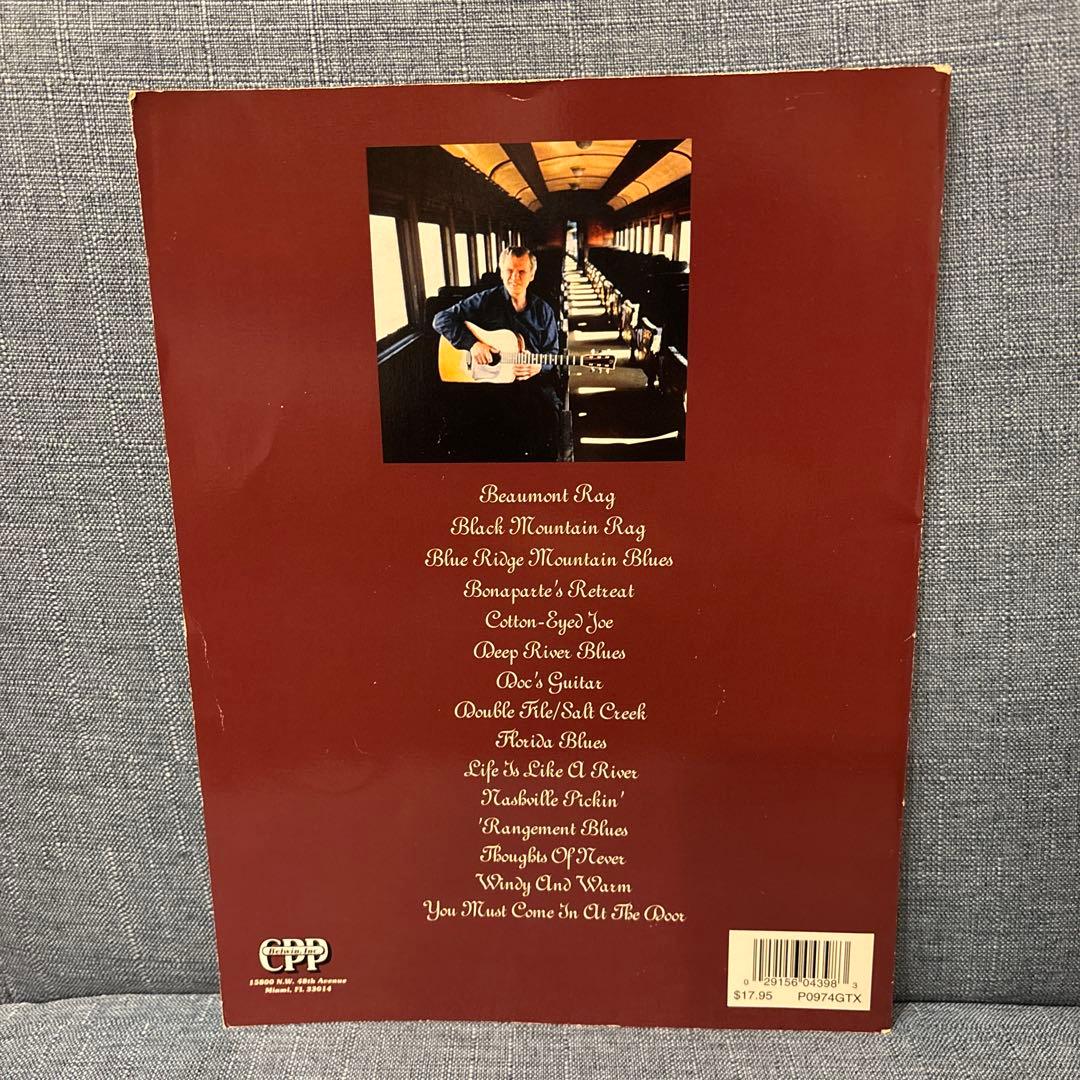 Beaumont Rag
Black Mountain Rag
Blue Ridge Mountain Blues
Bonaparte's Retreat
Cotton-Eyed Joe
Deep River Blues
Doc's Guitar
Double File/Salt Creek
Florida Blues
Life Is Like A River
Nashville Pickin'
'Rangement Blues
Thoughts Of Never
Windy And Warm
You Must Come In At The Door
CPP
Belwin, Inc.
15800 N.W. 48th Avenue
Miami, FL 33014
0 29156 04398 3
$17.95 P0974GTX